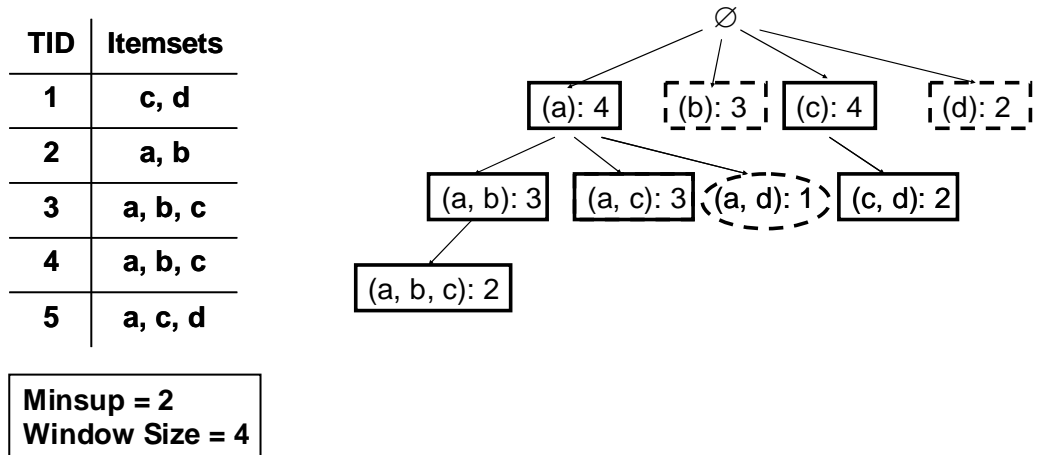 TID Itemsets
1 c, d
2 a, b
3 a, b, c
4 a, b, c
5 a, c, d
Minsup = 2
Window Size = 4
∅
(a): 4 (b): 3 (c): 4 (d): 2
(a, b): 3 (a, c): 3 (a, d): 1 (c, d): 2
(a, b, c): 2